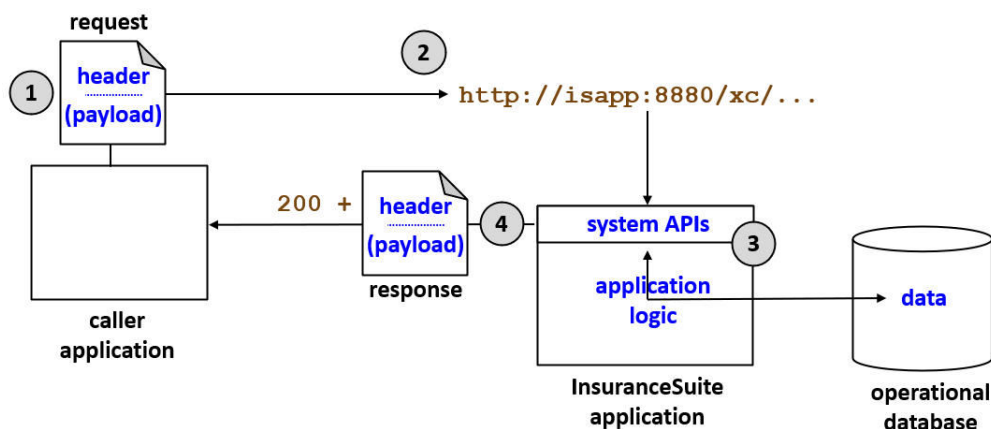 request
1
header
(payload)
2
http://isapp:8880/xc/...
200 +
header
(payload)
response
4
system APIs
3
application
logic
data
caller
application
InsuranceSuite
application
operational
database